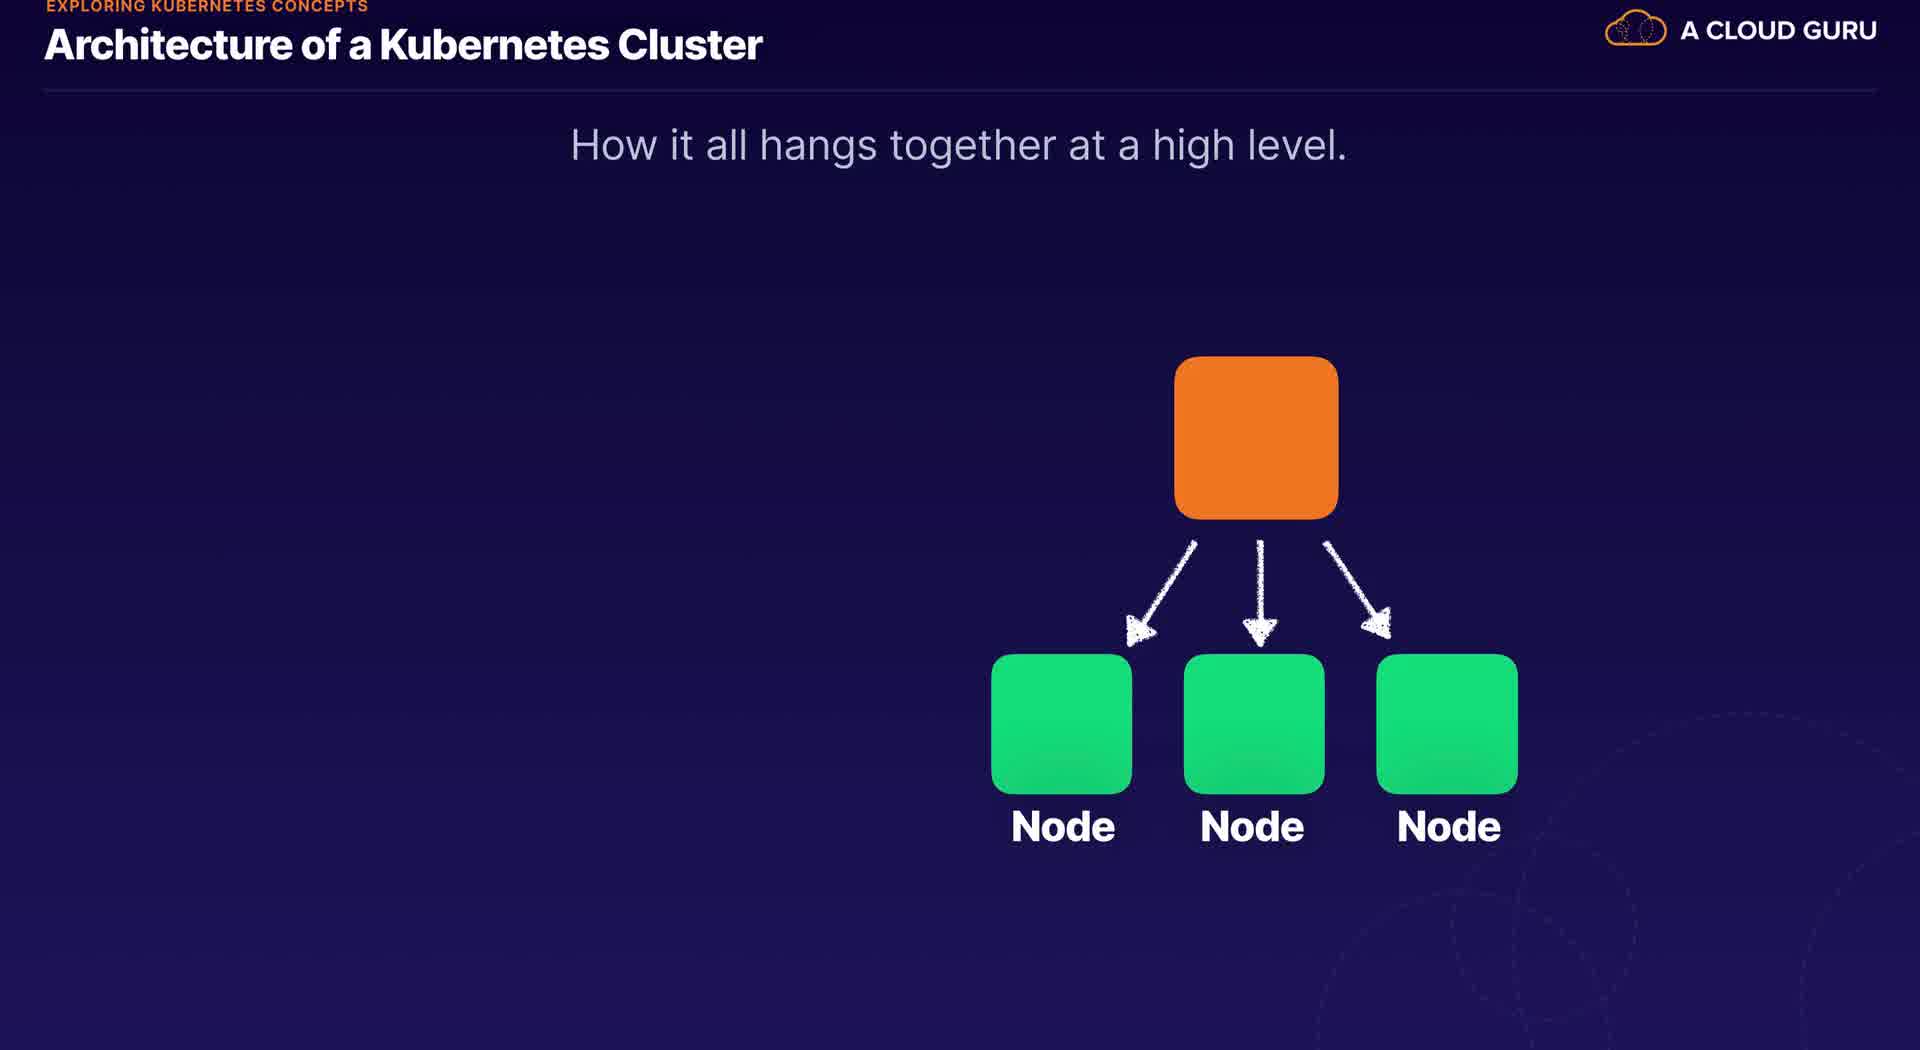 EXPLORING KUBERNETES CONCEPTS
Architecture of a Kubernetes Cluster
A CLOUD GURU
How it all hangs together at a high level.
Node Node Node